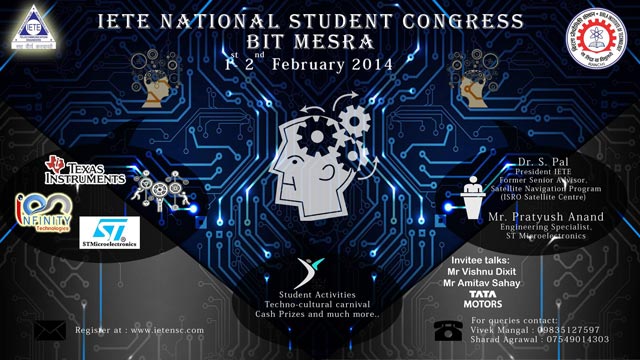 IETE NATIONAL STUDENT CONGRESS
BIT MESRA
1st 2nd February 2014
IETE
TEXAS
INSTRUMENTS
INFINITY
Technologies
ST
STMicroelectronics
Dr. S. Pal
President IETE
Former Senior Advisor,
Satellite Navigation Program
(ISRO Satellite Centre)
Mr. Pratyush Anand
Engineering Specialist,
ST Microelectronics
Invitee talks:
Mr Vishnu Dixit
Mr Amitav Sahay
TATA
MOTORS
Student Activities
Techno-cultural carnival
Cash Prizes and much more..
Register at : www.ietensc.com
For queries contact:
Vivek Mangal : 09835127597
Sharad Agrawal : 07549014303